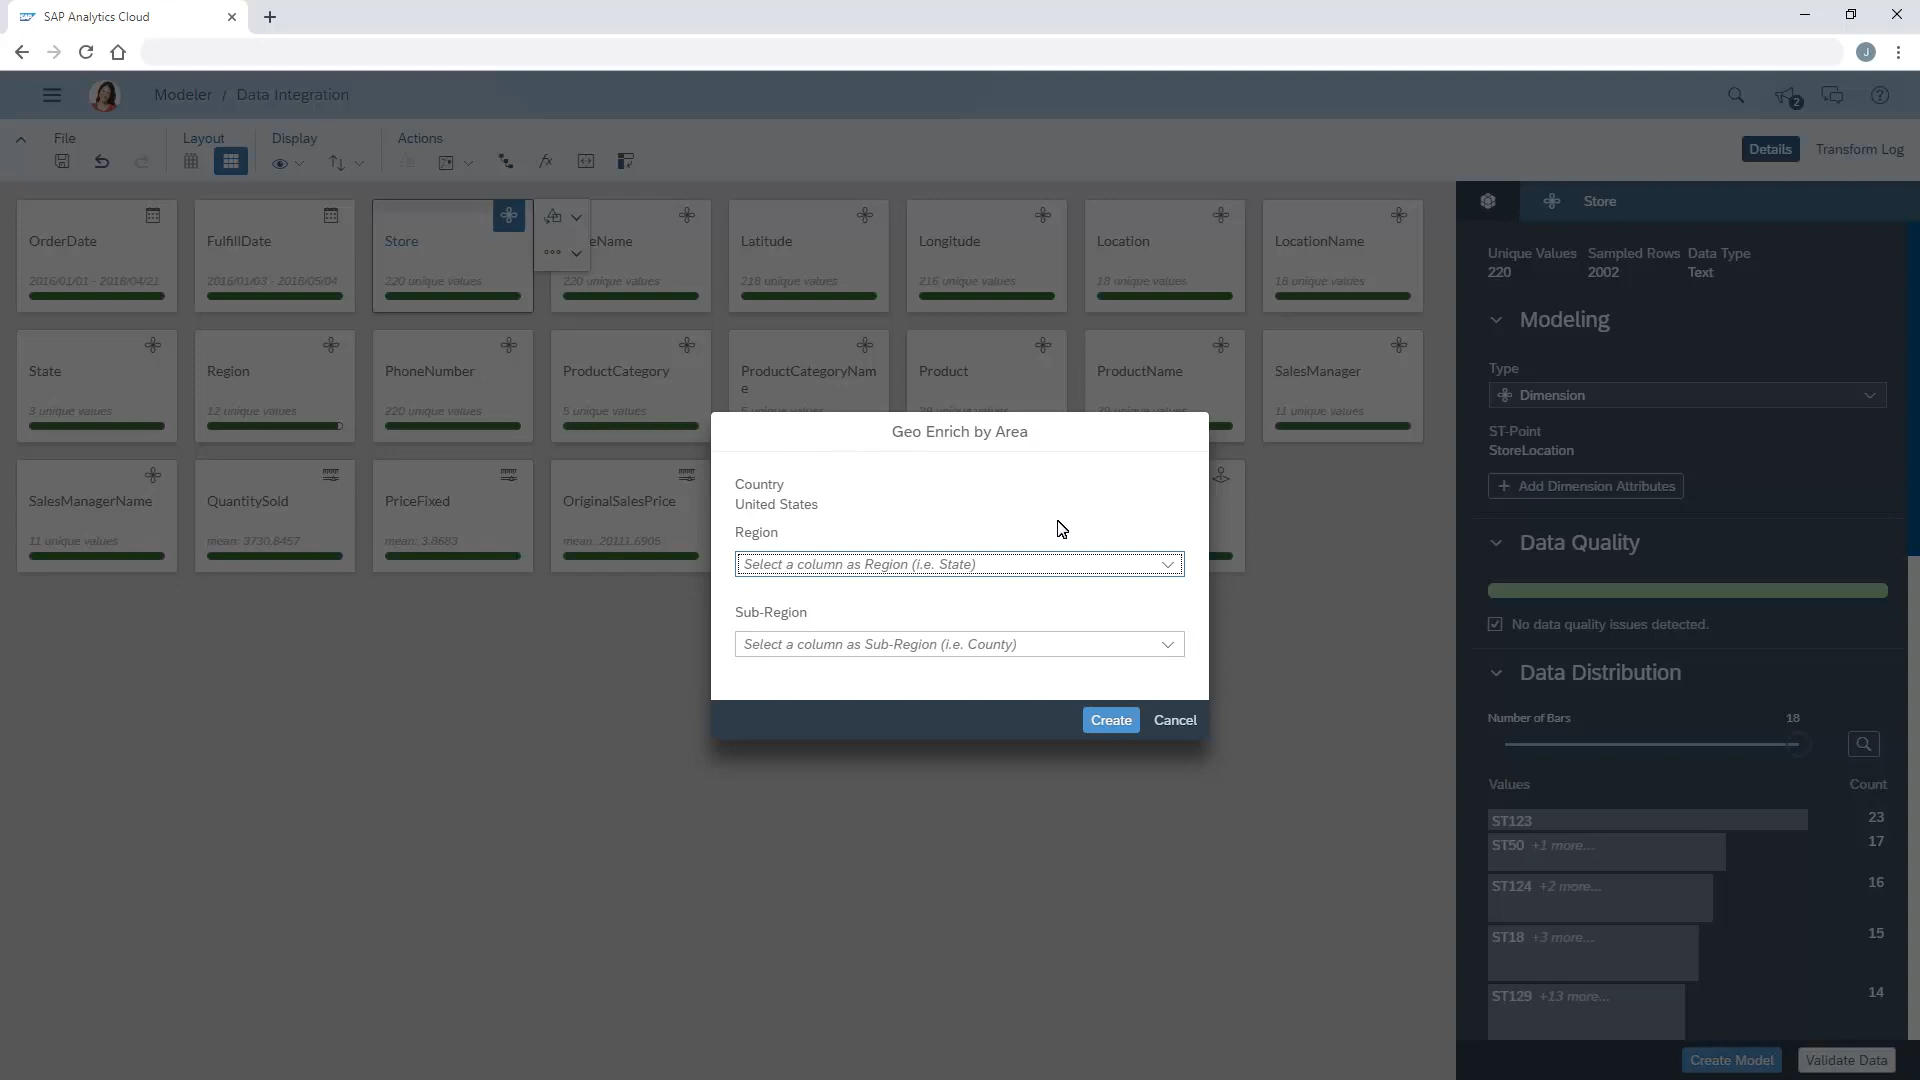 SAP Analytics Cloud
J
Modeler / Data Integration
2
File
Layout
Display
Actions
Details
Transform Log
OrderDate
2016/01/01 - 2018/04/21
FulfillDate
2016/01/03 - 2018/05/04
Store
220 unique values
eName
220 unique values
Latitude
218 unique values
Longitude
216 unique values
Location
18 unique values
LocationName
18 unique values
State
3 unique values
Region
12 unique values
PhoneNumber
220 unique values
ProductCategory
5 unique values
ProductCategoryNam
e
Product
ProductName
SalesManager
11 unique values
SalesManagerName
11 unique values
QuantitySold
mean: 3730.8457
PriceFixed
mean: 3.8683
OriginalSalesPrice
mean: 20111.6905
Geo Enrich by Area
Country
United States
Region
Select a column as Region (i.e. State)
Sub-Region
Select a column as Sub-Region (i.e. County)
Create
Cancel
Store
Unique Values Sampled Rows Data Type
220 2002 Text
Modeling
Type
Dimension
ST-Point
StoreLocation
+ Add Dimension Attributes
Data Quality
No data quality issues detected.
Data Distribution
Number of Bars 18
Values Count
ST123 23
ST50 +1 more... 17
ST124 +2 more... 16
ST18 +3 more... 15
ST129 +13 more... 14
Create Model
Validate Data